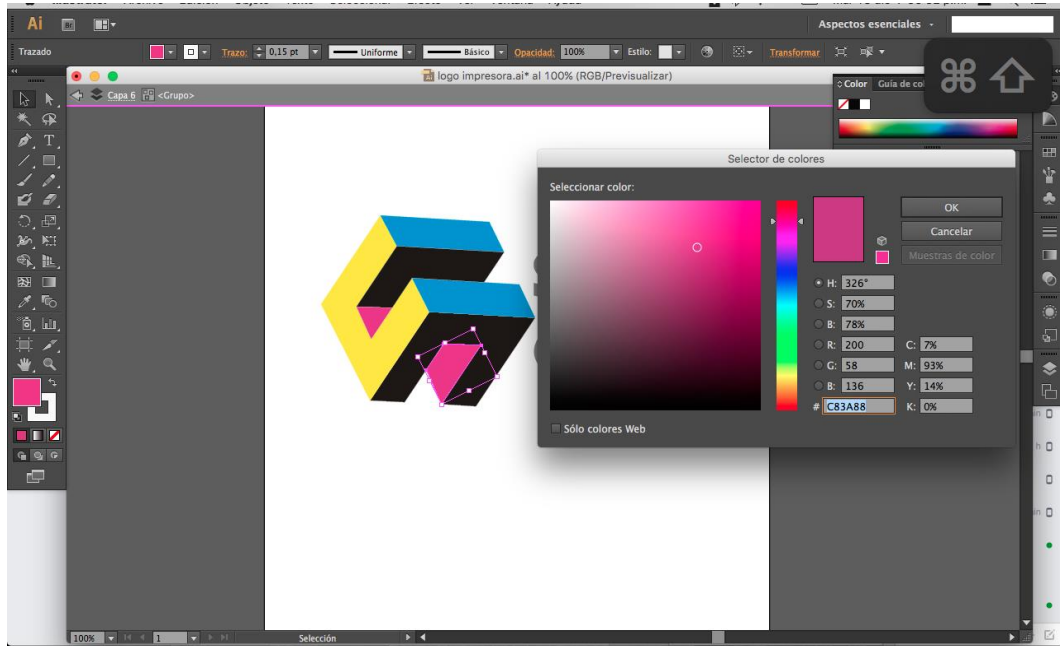 Ai Br Aspectos esenciales
Trazado Trazo: 0,15 pt Uniforme Básico Opacidad: 100% Estilo: Transformar
logo impresora.ai* al 100% (RGB/Previsualizar)
Color Guía de col
⌘ ⇧
Capa 6 <Grupo>
Selector de colores
Seleccionar color:
OK
Cancelar
Muestras de color
H: 326°
S: 70%
B: 78%
R: 200 C: 7%
G: 58 M: 93%
B: 136 Y: 14%
# C83A88 K: 0%
Sólo colores Web
100% 1 Selección